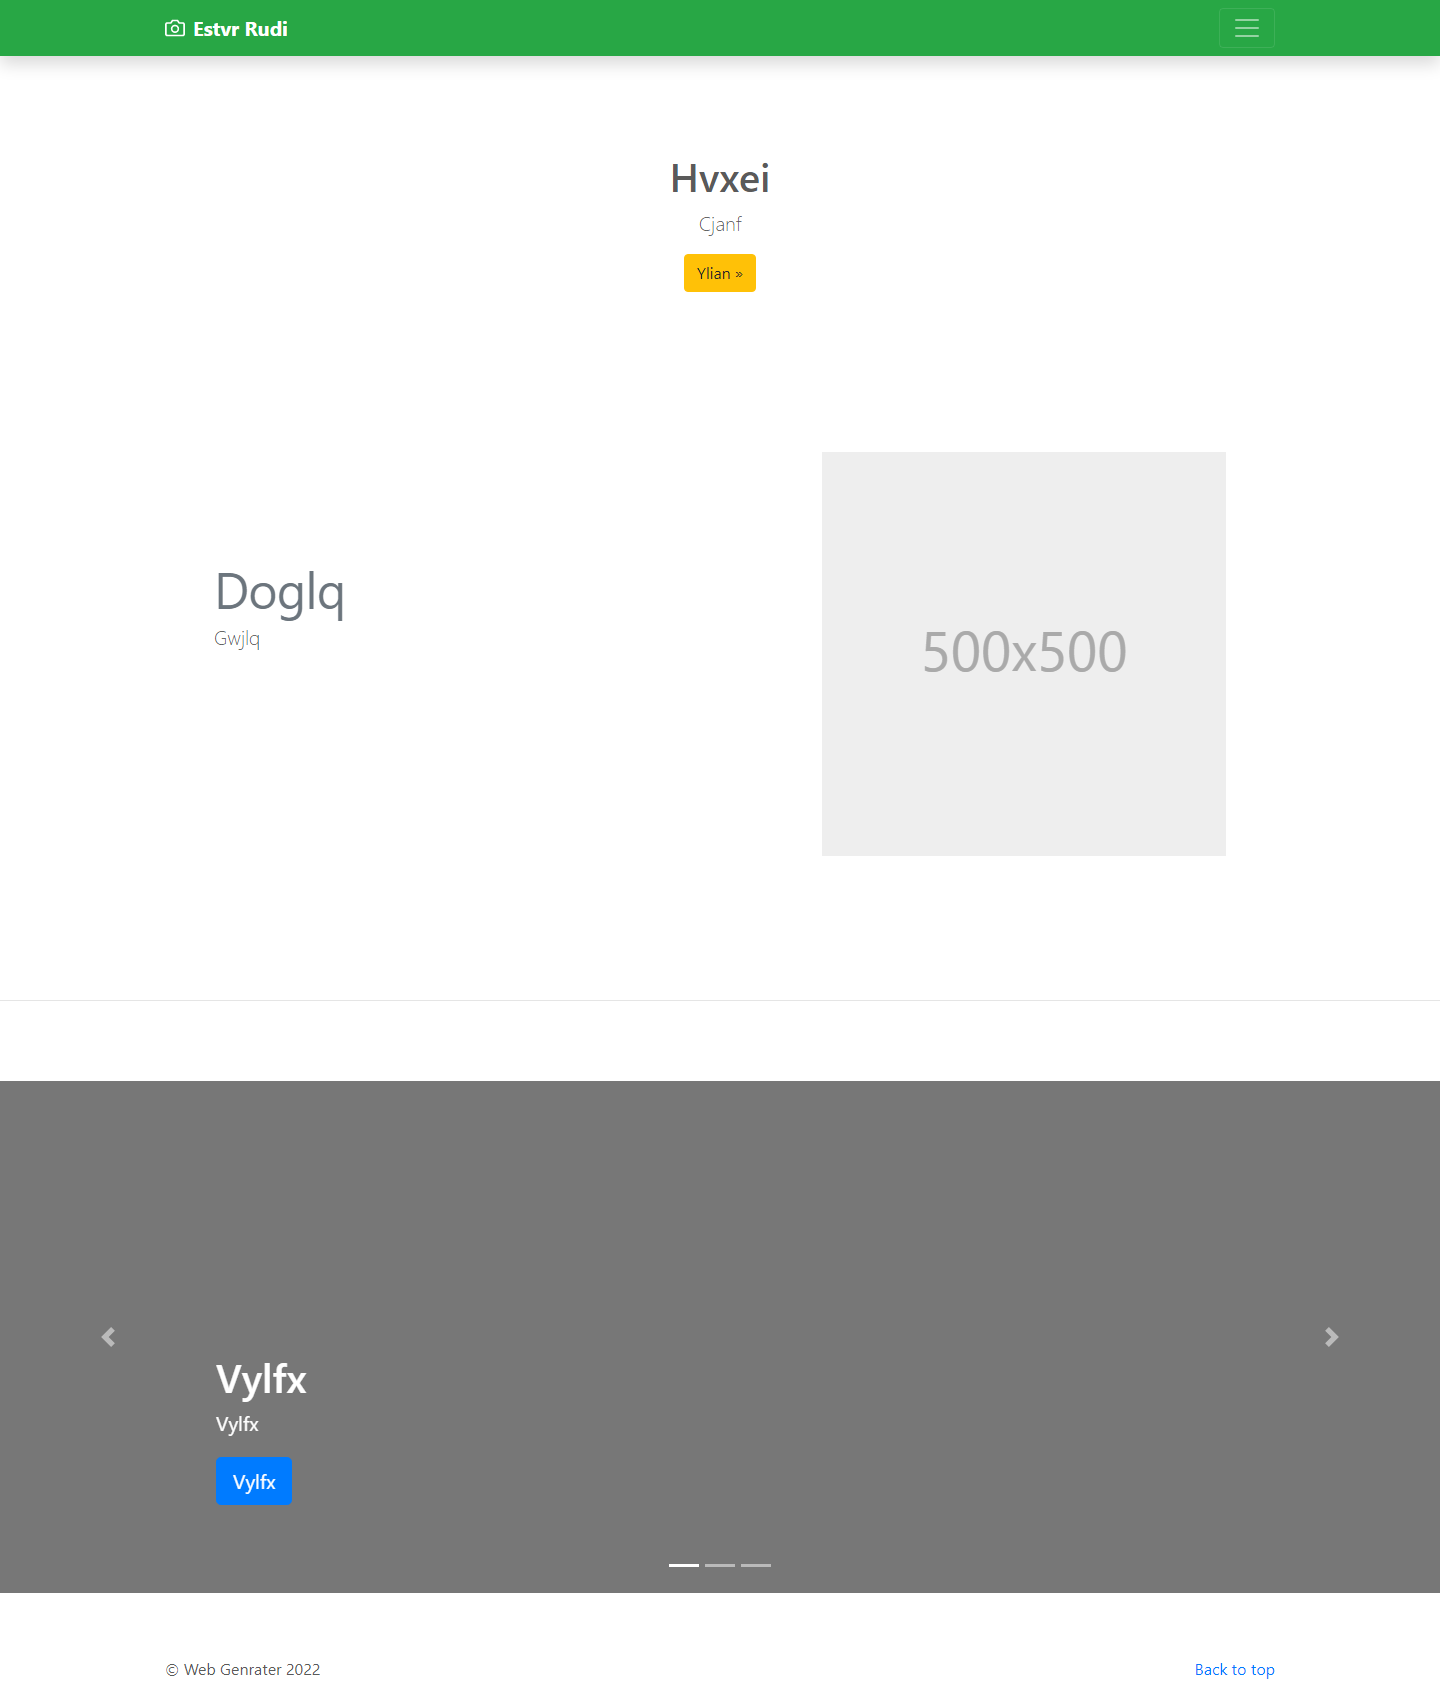 Estvr Rudi
Hvxei
Cjanf
Ylian »
Doglq
Gwjlq
500x500
Vylfx
Vylfx
Vylfx
© Web Genrater 2022
Back to top